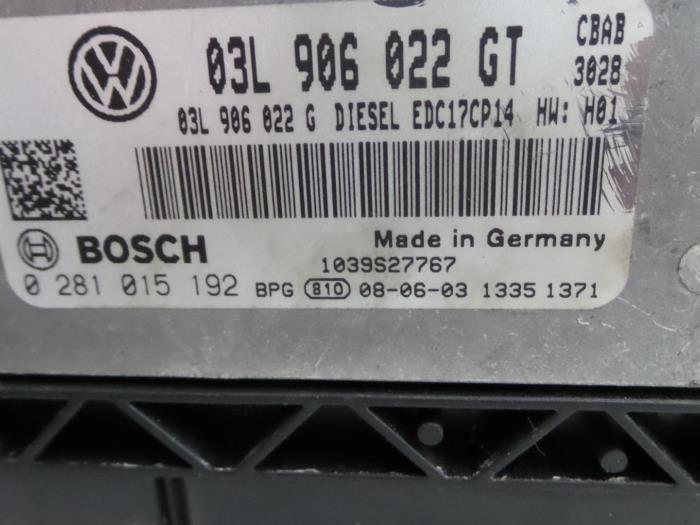 03L 906 022 GT CBAB
3028
03L 906 022 G DIESEL EDC17CP14 HW: H01
BOSCH Made in Germany
1039S27767
0 281 015 192 BPG 810 08-06-03 1335 1371